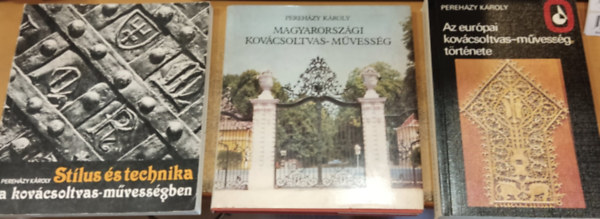 PEREHÁZY KÁROLY Stílus és technika
a kovácsoltvas-művességben
PEREHÁZY KÁROLY
MAGYARORSZÁGI
KOVÁCSOLTVAS-MŰVESSÉG
PEREHÁZY KÁROLY
Az európai
kovácsoltvas-művesség
története